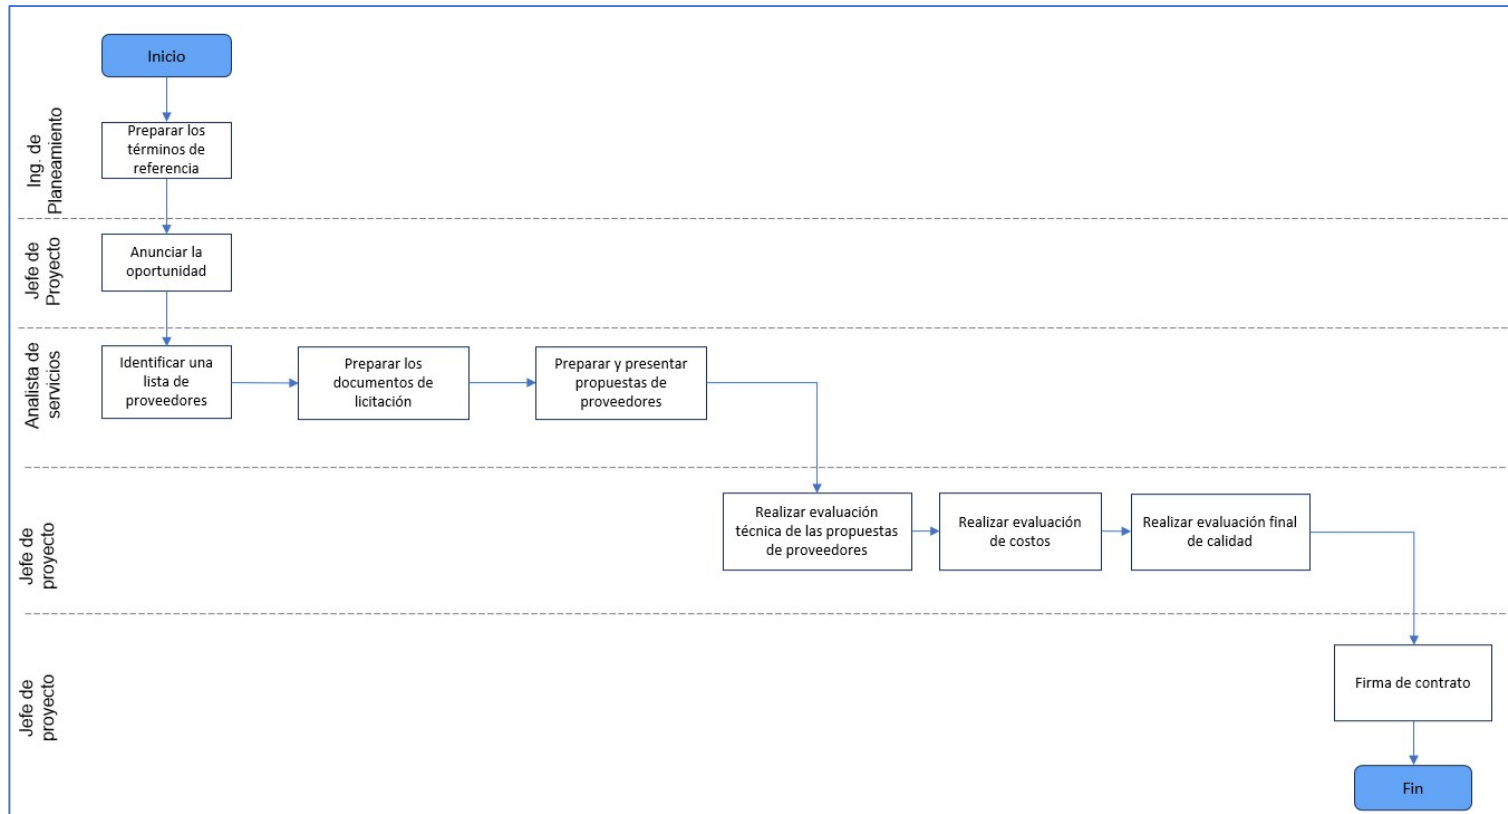 Inicio
Ing. de
Planeamiento
Preparar los
términos de
referencia
Jefe de
Proyecto
Anunciar la
oportunidad
Analista de
servicios
Identificar una
lista de
proveedores
Preparar los
documentos de
licitación
Preparar y presentar
propuestas de
proveedores
Jefe de
proyecto
Realizar evaluación
técnica de las propuestas
de proveedores
Realizar evaluación
de costos
Realizar evaluación final
de calidad
Jefe de
proyecto
Firma de contrato
Fin